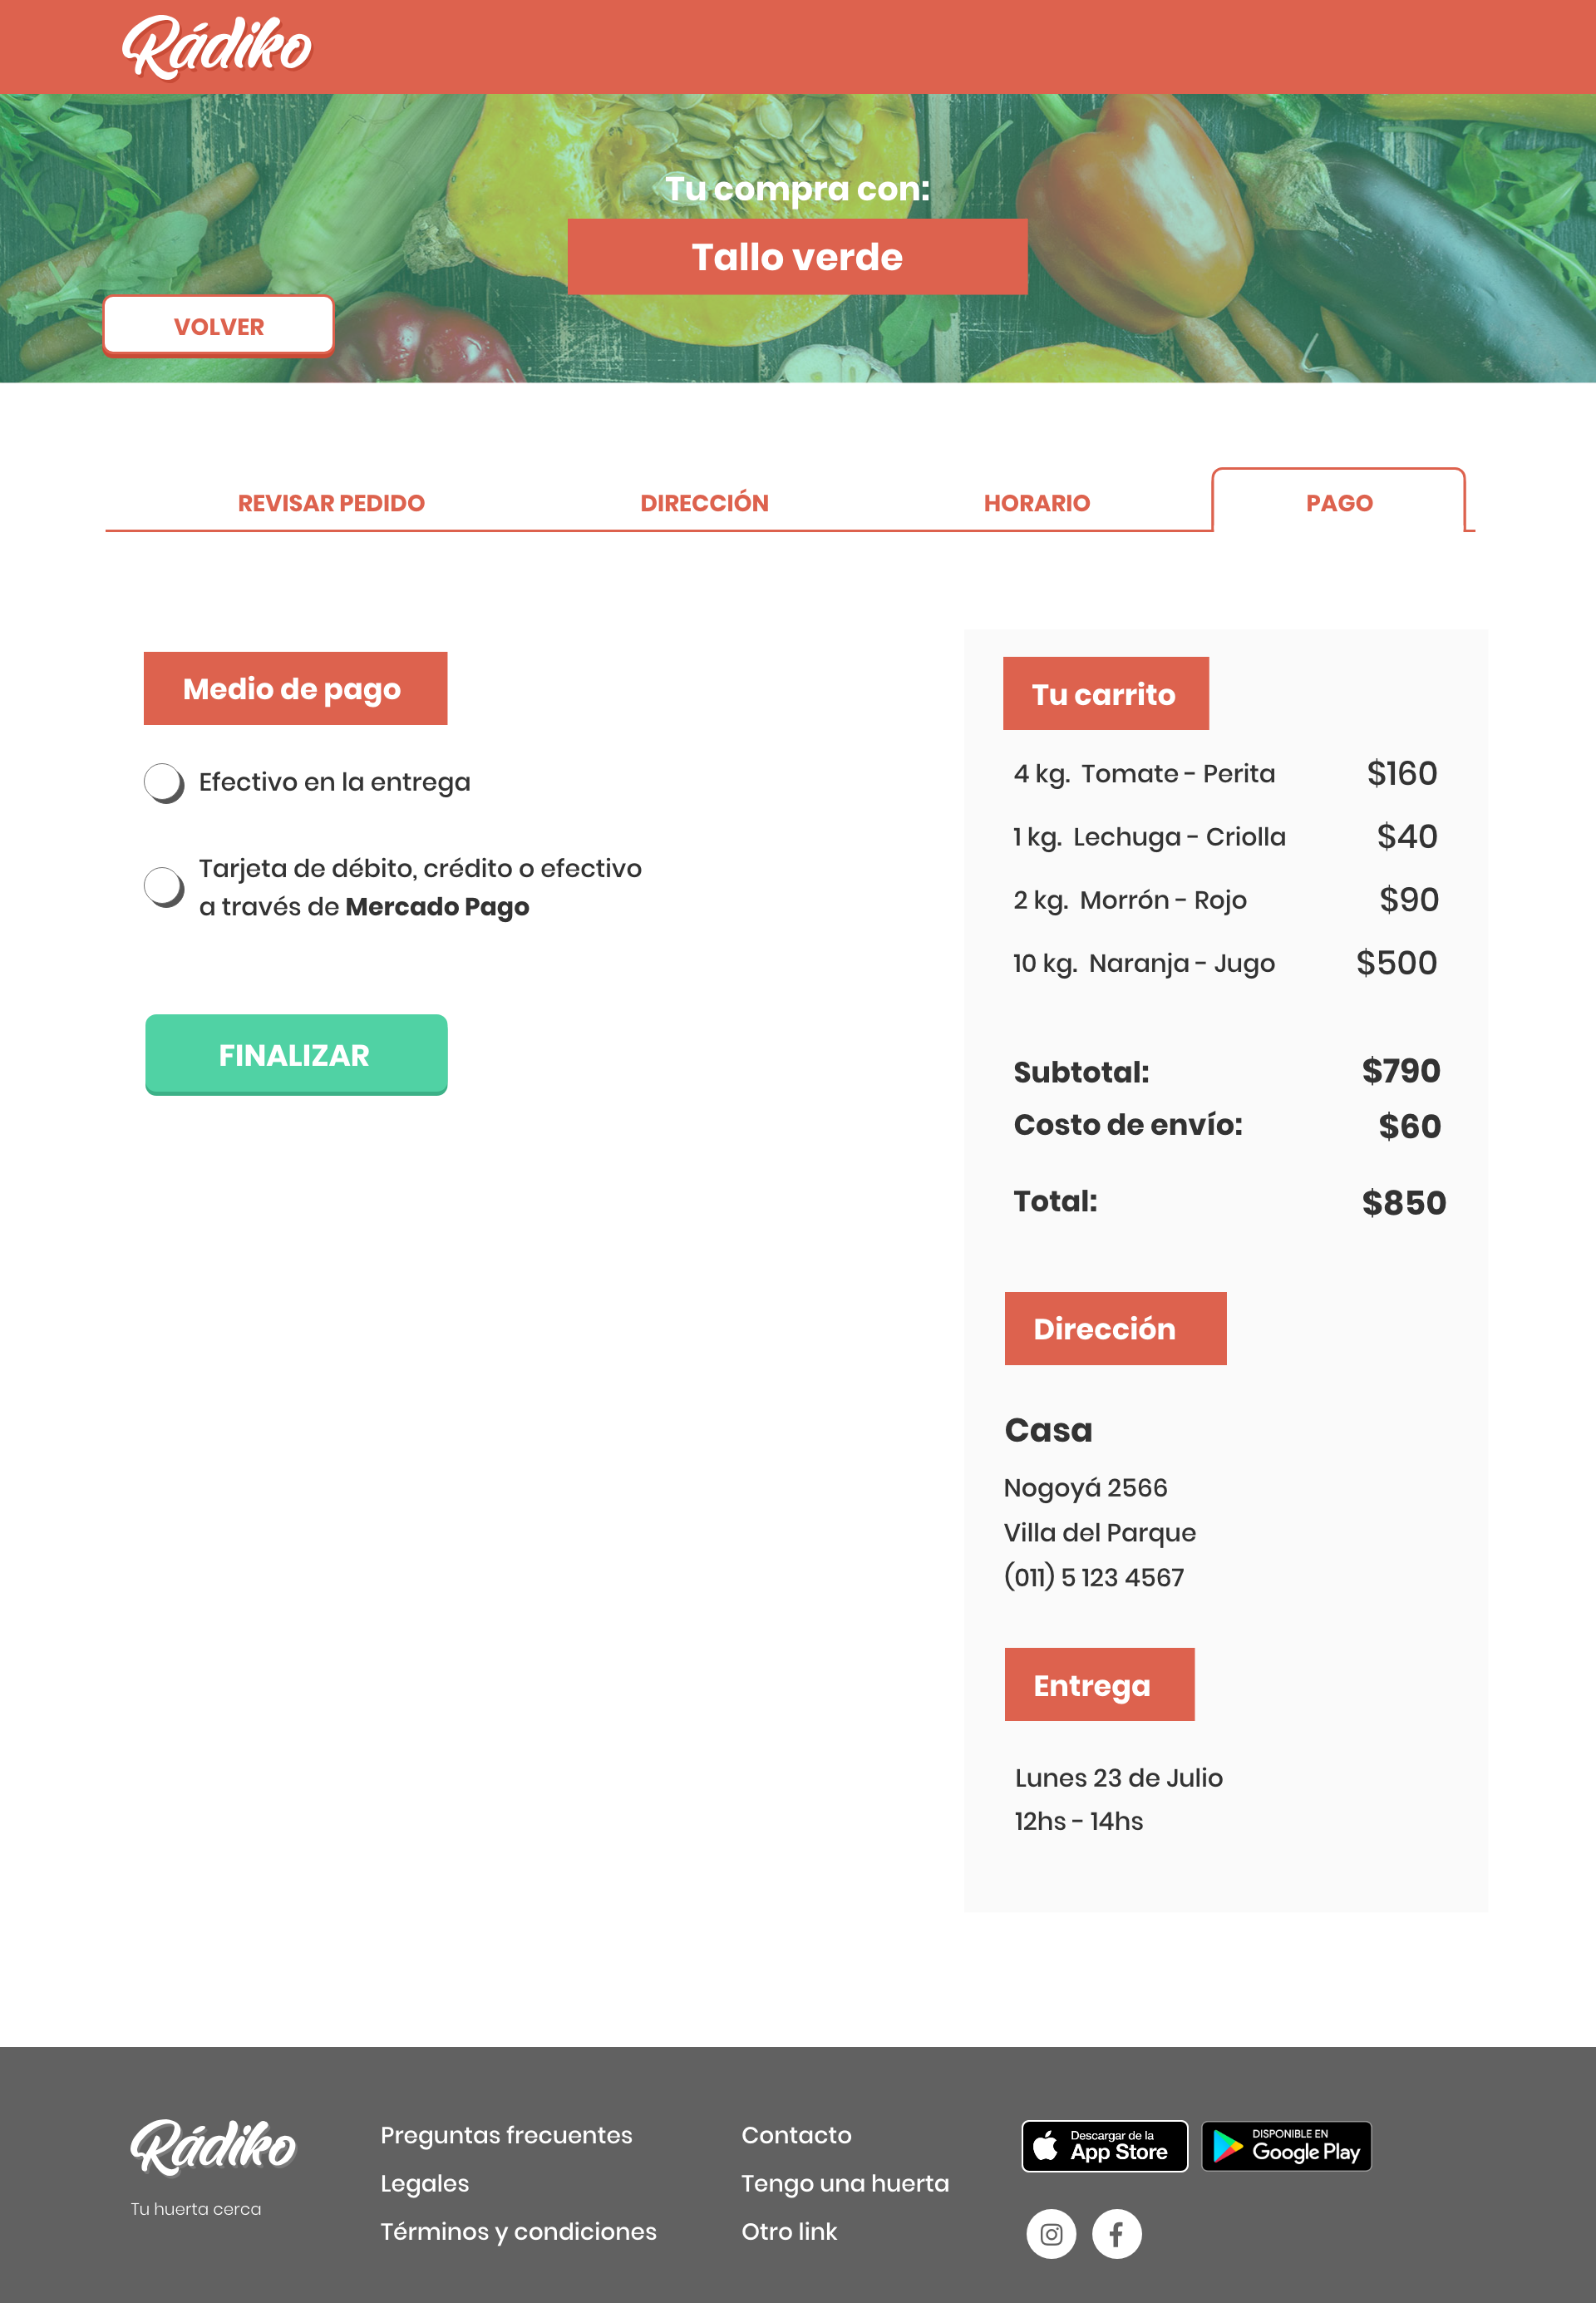 Rádiko
Tu compra con:
Tallo verde
VOLVER
REVISAR PEDIDO
DIRECCIÓN
HORARIO
PAGO
Medio de pago
Efectivo en la entrega
Tarjeta de débito, crédito o efectivo
a través de Mercado Pago
FINALIZAR
Tu carrito
4 kg. Tomate - Perita $160
1 kg. Lechuga - Criolla $40
2 kg. Morrón - Rojo $90
10 kg. Naranja - Jugo $500
Subtotal: $790
Costo de envío: $60
Total: $850
Dirección
Casa
Nogoyá 2566
Villa del Parque
(011) 5 123 4567
Entrega
Lunes 23 de Julio
12hs - 14hs
Rádiko
Tu huerta cerca
Preguntas frecuentes
Legales
Términos y condiciones
Contacto
Tengo una huerta
Otro link
Descargar de la
App Store
DISPONIBLE EN
Google Play